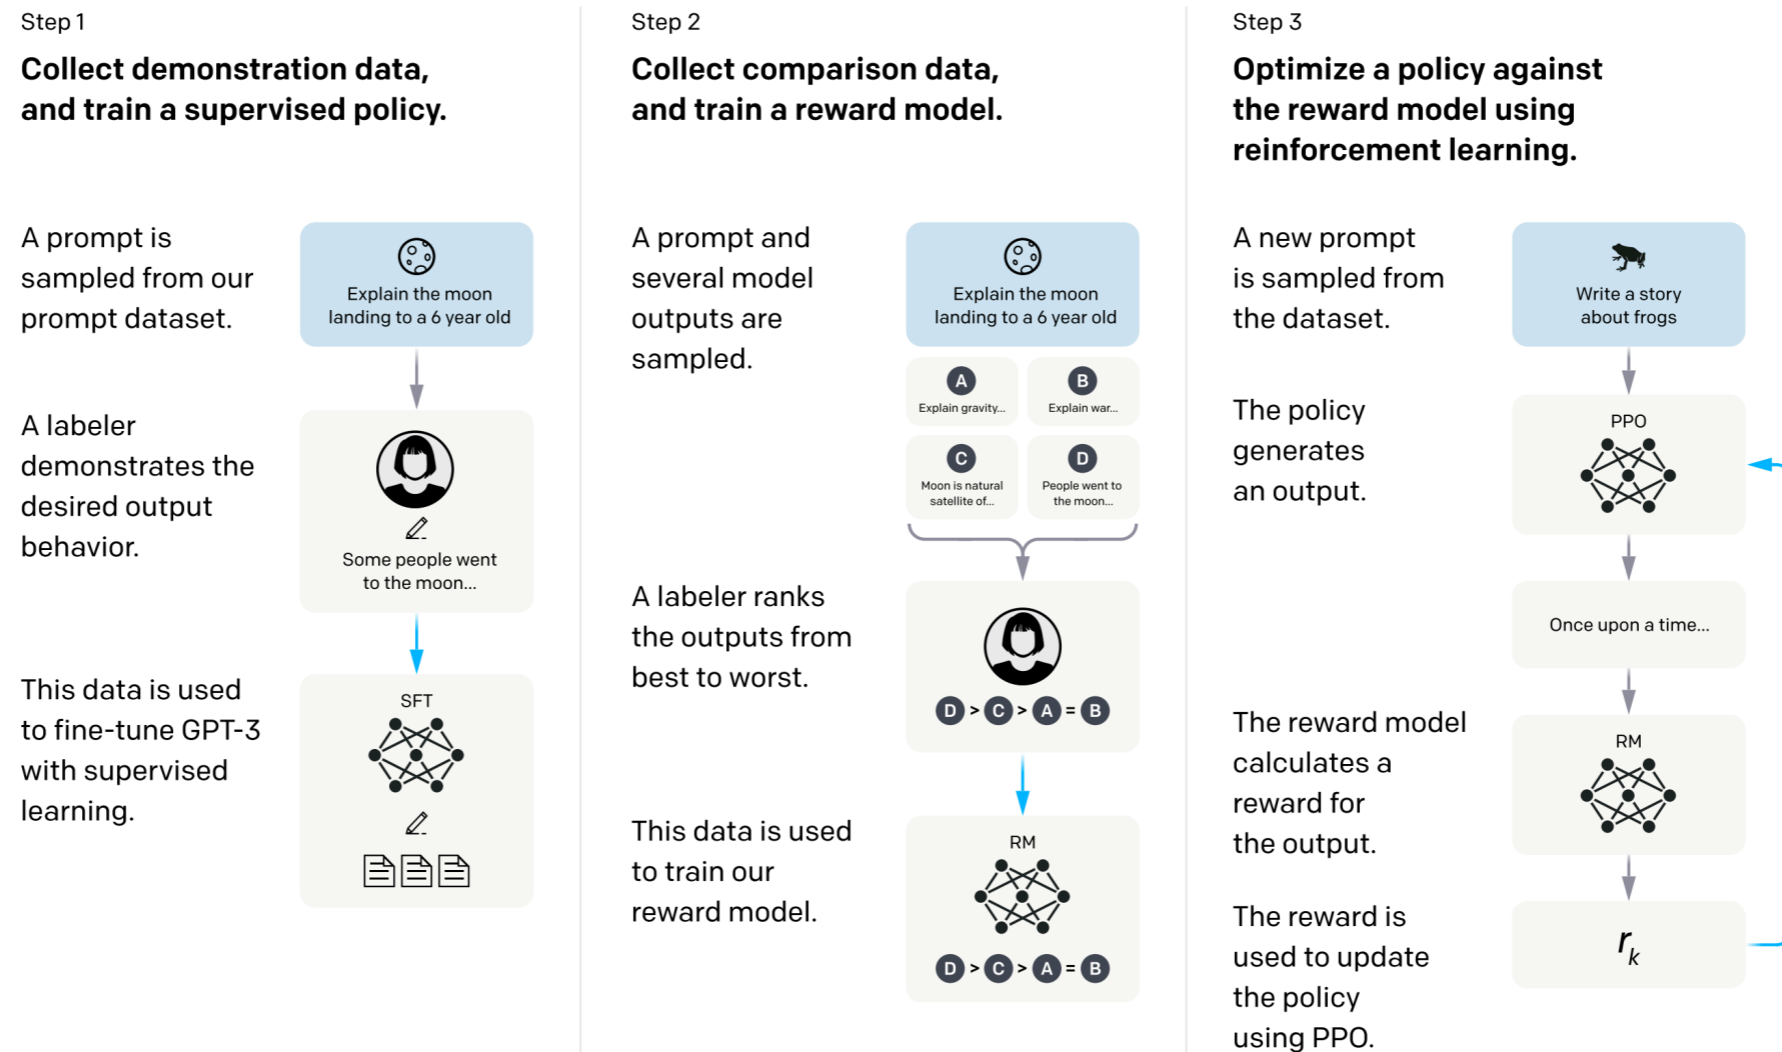 Step 1
Collect demonstration data,
and train a supervised policy.
A prompt is
sampled from our
prompt dataset.
Explain the moon
landing to a 6 year old
A labeler
demonstrates the
desired output
behavior.
Some people went
to the moon...
This data is used
to fine-tune GPT-3
with supervised
learning.
SFT
Step 2
Collect comparison data,
and train a reward model.
A prompt and
several model
outputs are
sampled.
Explain the moon
landing to a 6 year old
A
Explain gravity...
B
Explain war...
C
Moon is natural
satellite of...
D
People went to
the moon...
A labeler ranks
the outputs from
best to worst.
D > C > A = B
This data is used
to train our
reward model.
RM
D > C > A = B
Step 3
Optimize a policy against
the reward model using
reinforcement learning.
A new prompt
is sampled from
the dataset.
Write a story
about frogs
The policy
generates
an output.
PPO
Once upon a time...
The reward model
calculates a
reward for
the output.
RM
The reward is
used to update
the policy
using PPO.
r_k